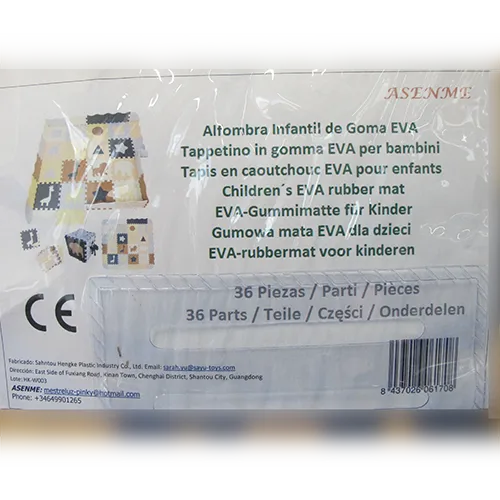 ASENME
Alfombra Infantil de Goma EVA
Tappetino in gomma EVA per bambini
Tapis en caoutchouc EVA pour enfants
Children´s EVA rubber mat
EVA-Gummimatte für Kinder
Gumowa mata EVA dla dzieci
EVA-rubbermat voor kinderen
36 Piezas / Parti / Pièces
36 Parts / Teile / Części / Onderdelen
CE
Fabricado: Sahntou Hengke Plastic Industry CO., Ltd, Email: sarah.yu@sayu-toys.com
Dirección: East Side of Fuxiang Road, Xinan Town, Chenghai District, Shantou City, Guangdong
Lote: HK-W003
ASENME: mestreluz-pinky@hotmail.com
Phone: +34649901265
8 437026 061708